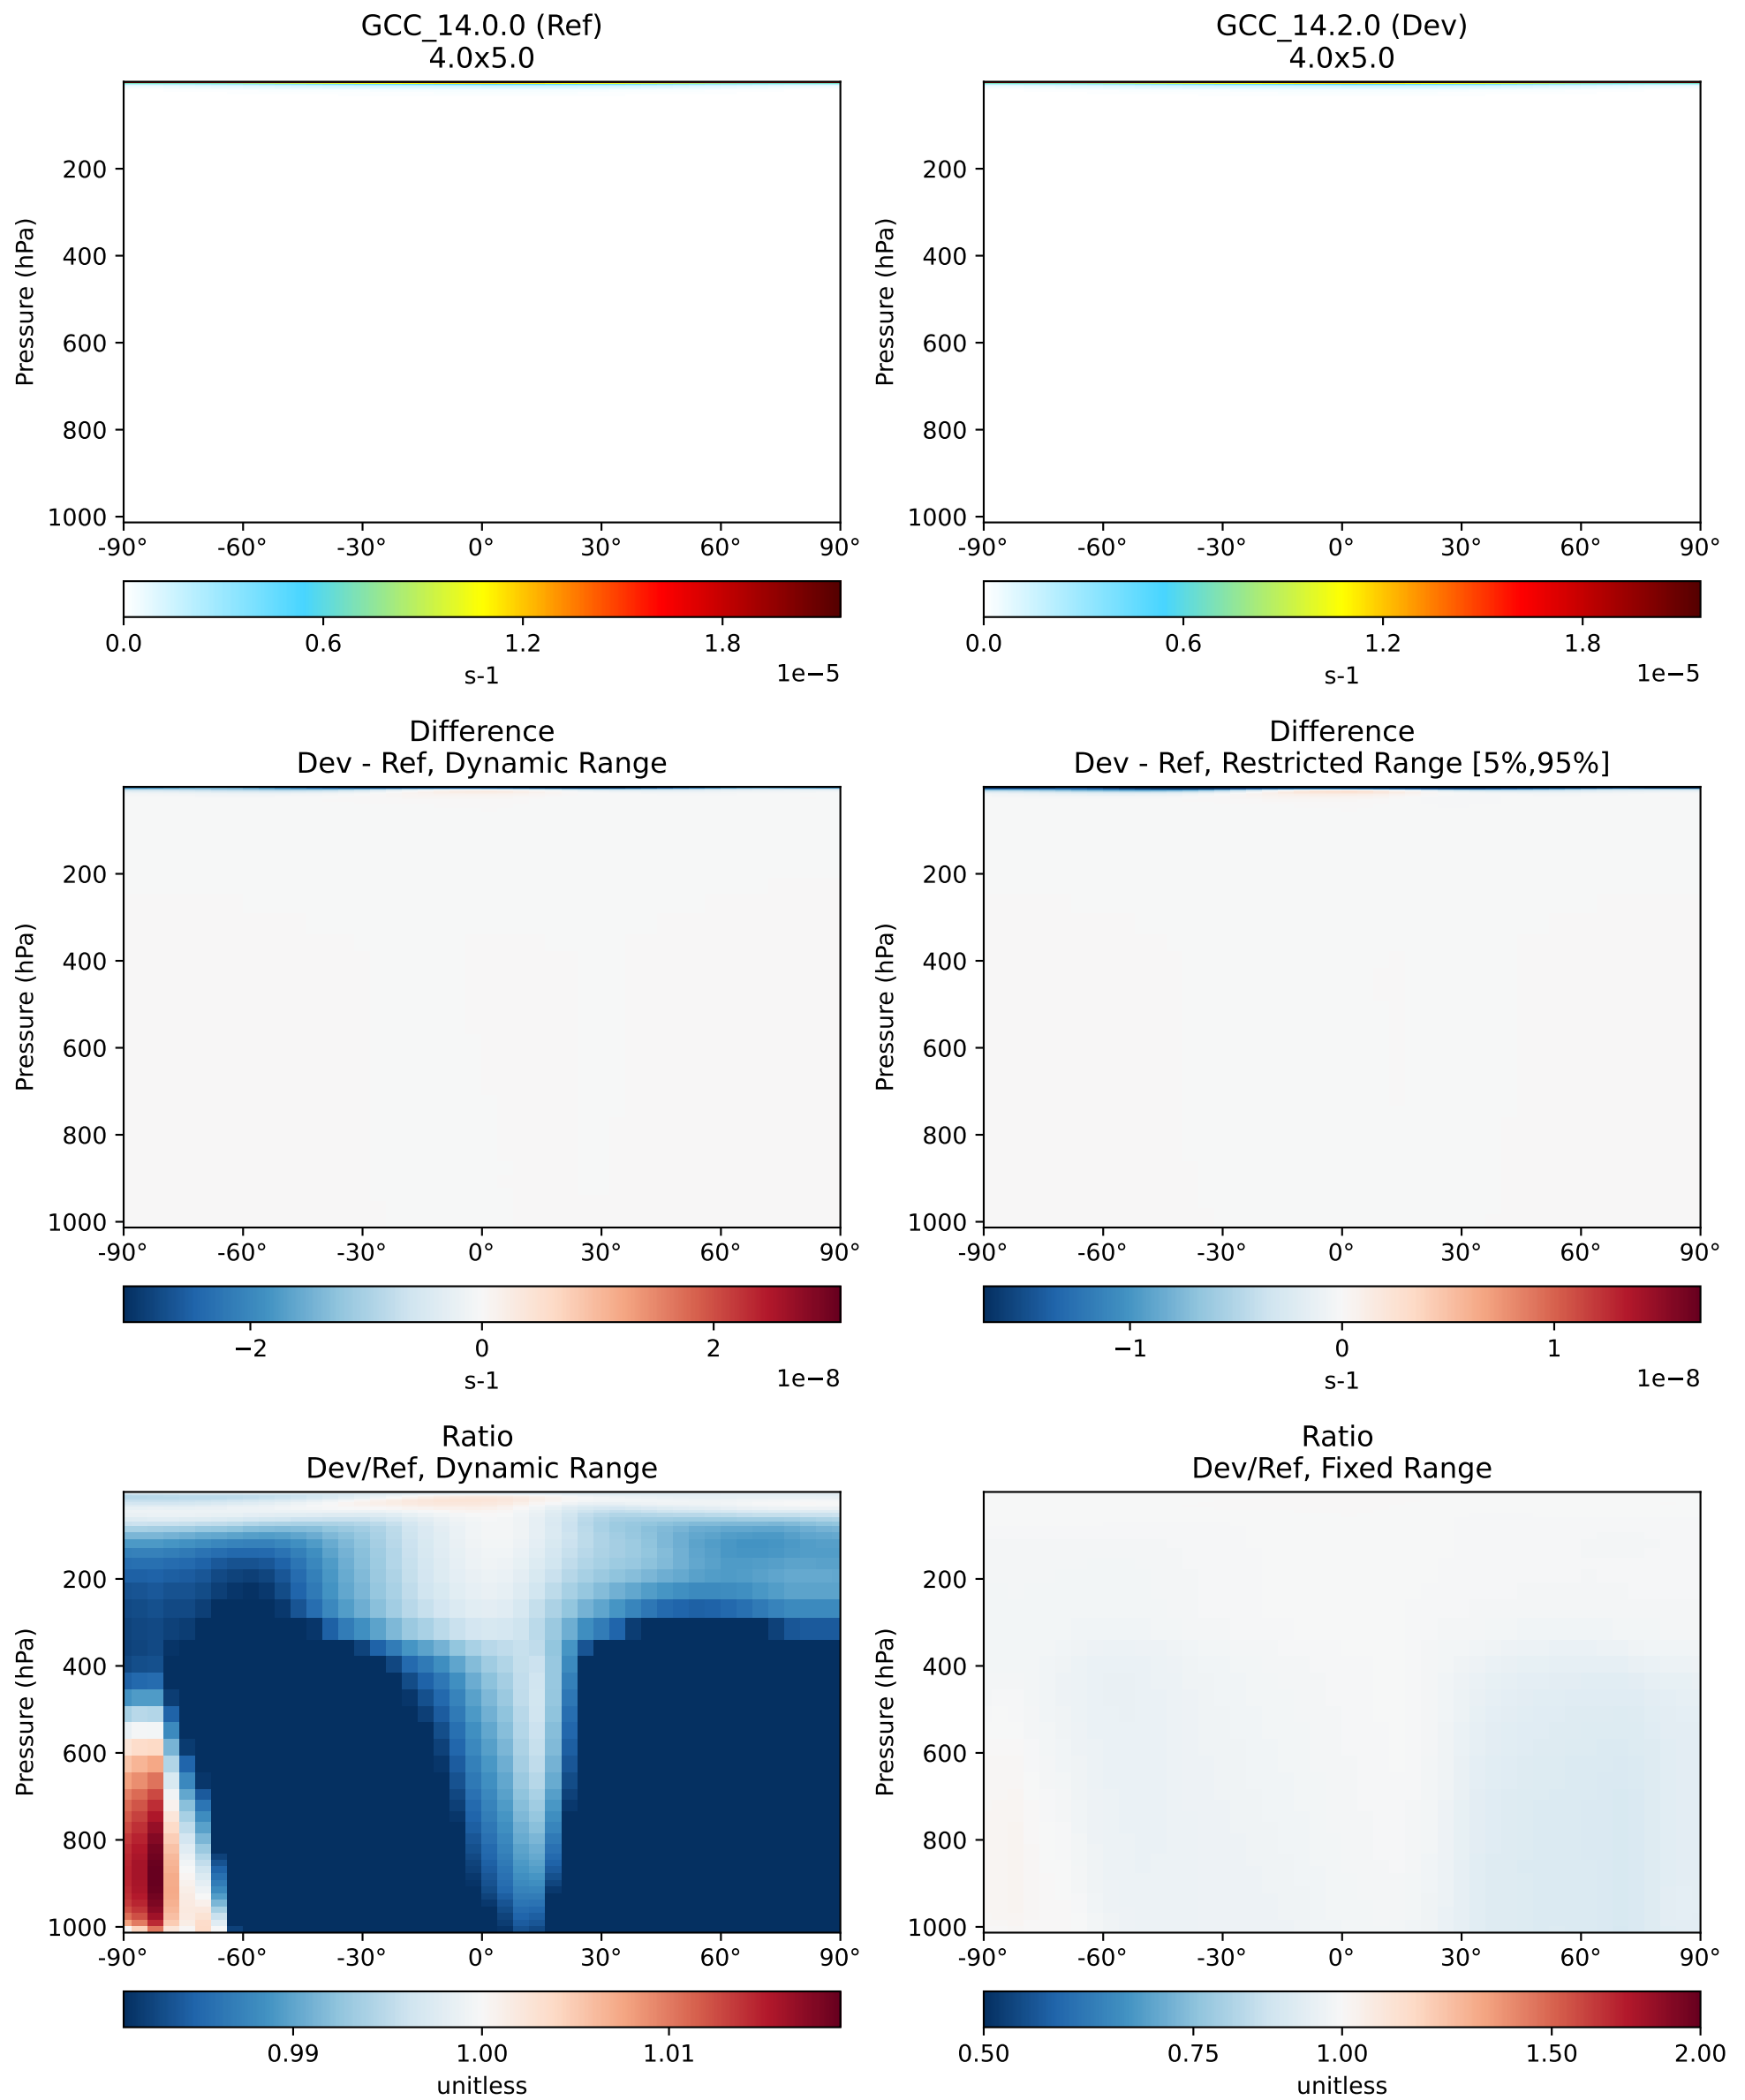 GCC_14.0.0 (Ref)
4.0x5.0
Pressure (hPa)
200
400
600
800
1000
-90° -60° -30° 0° 30° 60° 90°
0.0 0.6 1.2 1.8
s-1
1e−5
GCC_14.2.0 (Dev)
4.0x5.0
Pressure (hPa)
200
400
600
800
1000
-90° -60° -30° 0° 30° 60° 90°
0.0 0.6 1.2 1.8
s-1
1e−5
Difference
Dev - Ref, Dynamic Range
Pressure (hPa)
200
400
600
800
1000
-90° -60° -30° 0° 30° 60° 90°
−2 0 2
s-1
1e−8
Difference
Dev - Ref, Restricted Range [5%,95%]
Pressure (hPa)
200
400
600
800
1000
-90° -60° -30° 0° 30° 60° 90°
−1 0 1
s-1
1e−8
Ratio
Dev/Ref, Dynamic Range
Pressure (hPa)
200
400
600
800
1000
-90° -60° -30° 0° 30° 60° 90°
0.99 1.00 1.01
unitless
Ratio
Dev/Ref, Fixed Range
Pressure (hPa)
200
400
600
800
1000
-90° -60° -30° 0° 30° 60° 90°
0.50 0.75 1.00 1.50 2.00
unitless